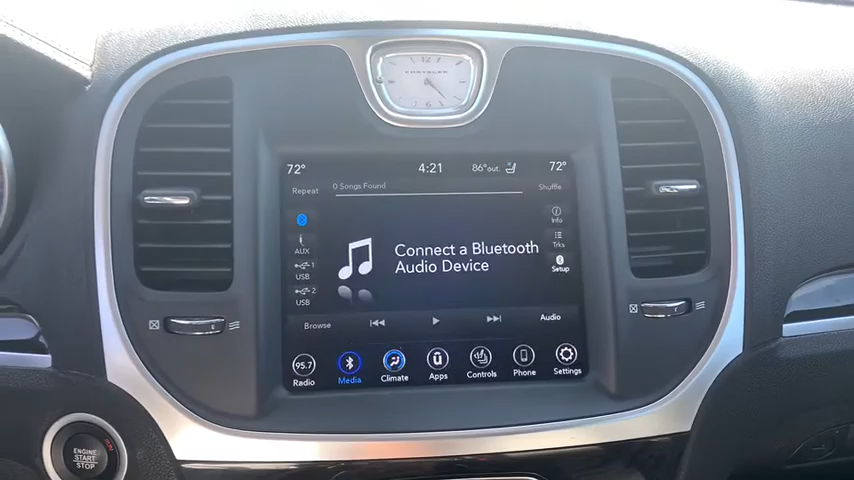 12
CHRYSLER
72°
4:21
86°out.
72°
Repeat
0 Songs Found
Shuffle
Info
AUX
Trks
1
USB
Setup
2
USB
Connect a Bluetooth
Audio Device
Browse
Audio
95.7
Radio
Media
Climate
Apps
Controls
Phone
Settings
ENGINE
START
STOP